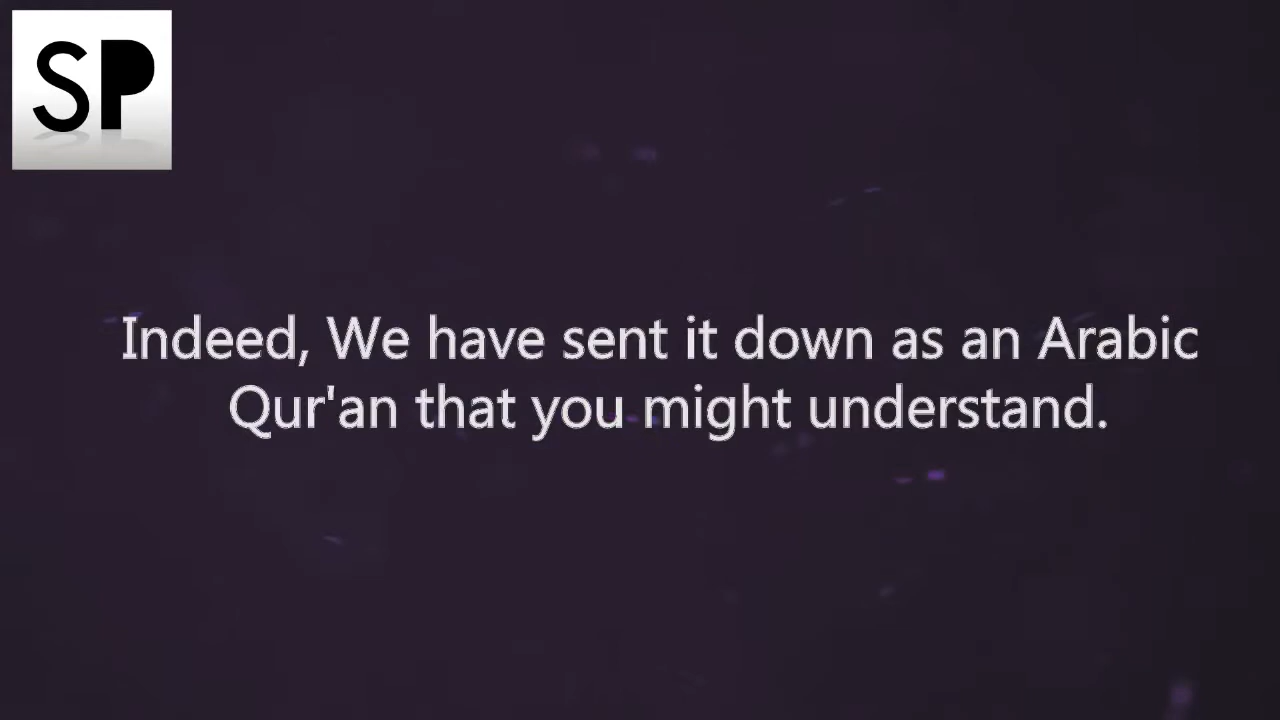 SP
Indeed, We have sent it down as an Arabic
Qur'an that you might understand.